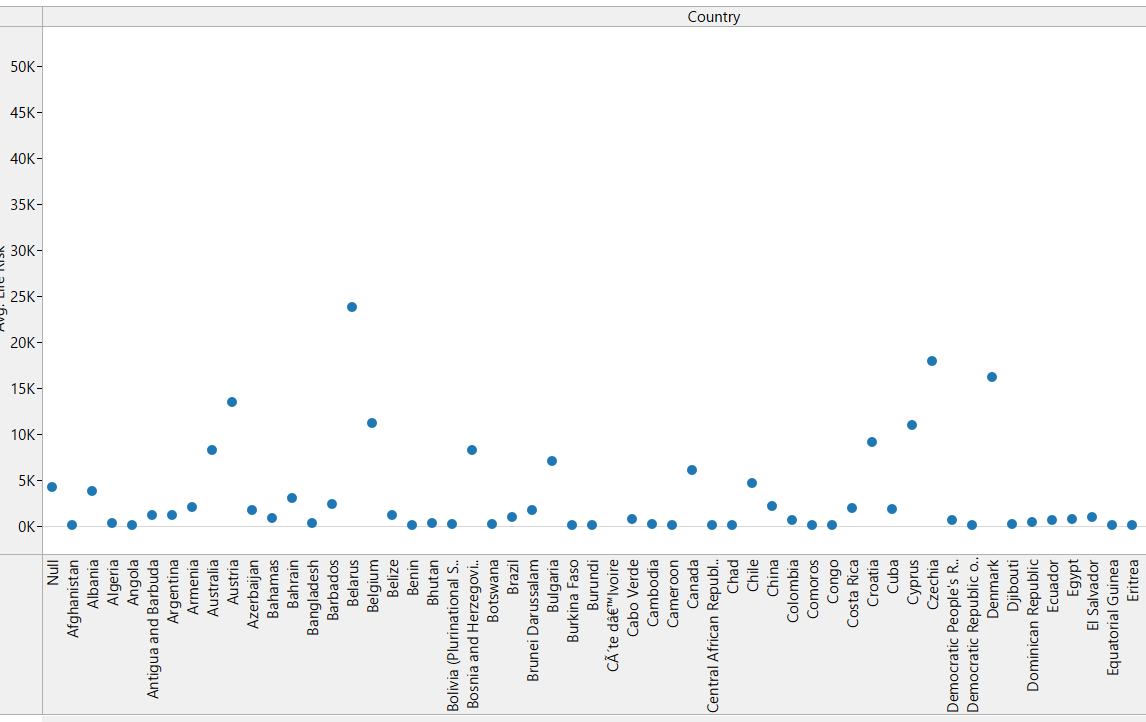 Country
50K
45K
40K
35K
30K
25K
20K
15K
10K
5K
0K
Avg. Life Risk
Null
Afghanistan
Albania
Algeria
Angola
Antigua and Barbuda
Argentina
Armenia
Australia
Austria
Azerbaijan
Bahamas
Bahrain
Bangladesh
Barbados
Belarus
Belgium
Belize
Benin
Bhutan
Bolivia (Plurinational S..
Bosnia and Herzegovi..
Botswana
Brazil
Brunei Darussalam
Bulgaria
Burkina Faso
Burundi
CÃ´te dâ€™Ivoire
Cabo Verde
Cambodia
Cameroon
Canada
Central African Republ..
Chad
Chile
China
Colombia
Comoros
Congo
Costa Rica
Croatia
Cuba
Cyprus
Czechia
Democratic People's R..
Democratic Republic o..
Denmark
Djibouti
Dominican Republic
Ecuador
Egypt
El Salvador
Equatorial Guinea
Eritrea